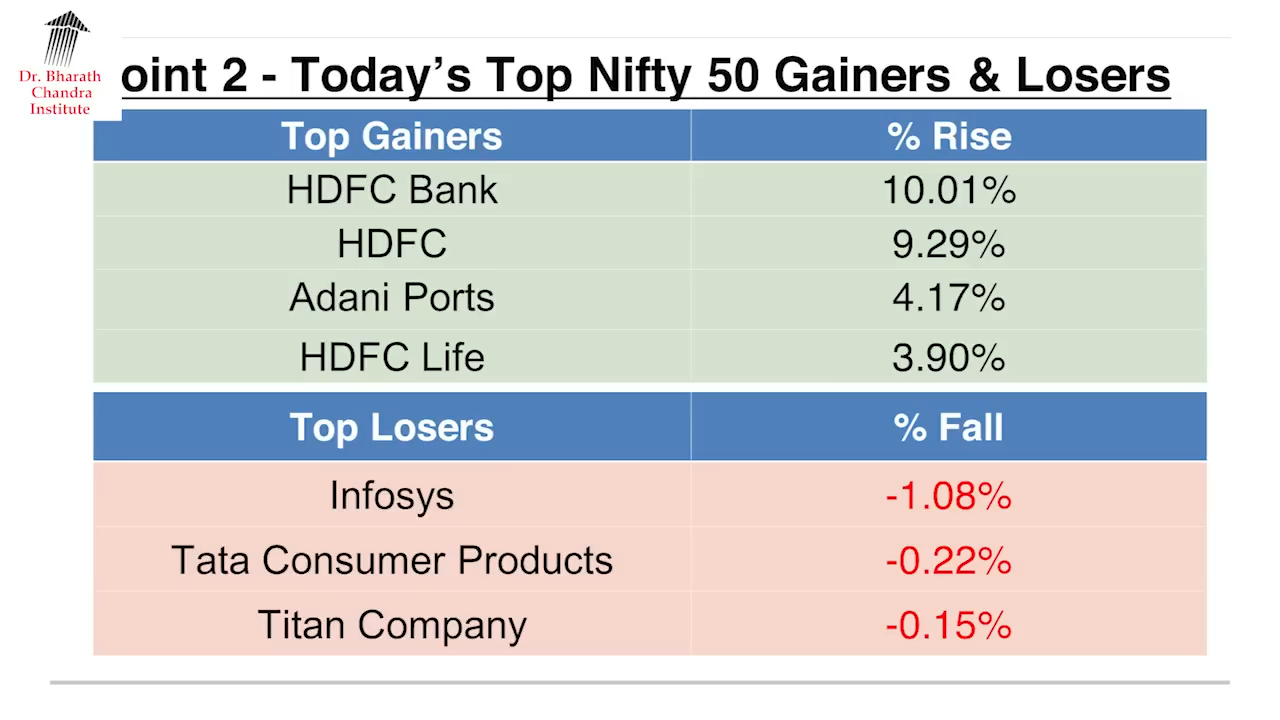 Dr. Bharath
Chandra
Institute
oint 2 - Today’s Top Nifty 50 Gainers & Losers
Top Gainers % Rise
HDFC Bank 10.01%
HDFC 9.29%
Adani Ports 4.17%
HDFC Life 3.90%
Top Losers % Fall
Infosys -1.08%
Tata Consumer Products -0.22%
Titan Company -0.15%